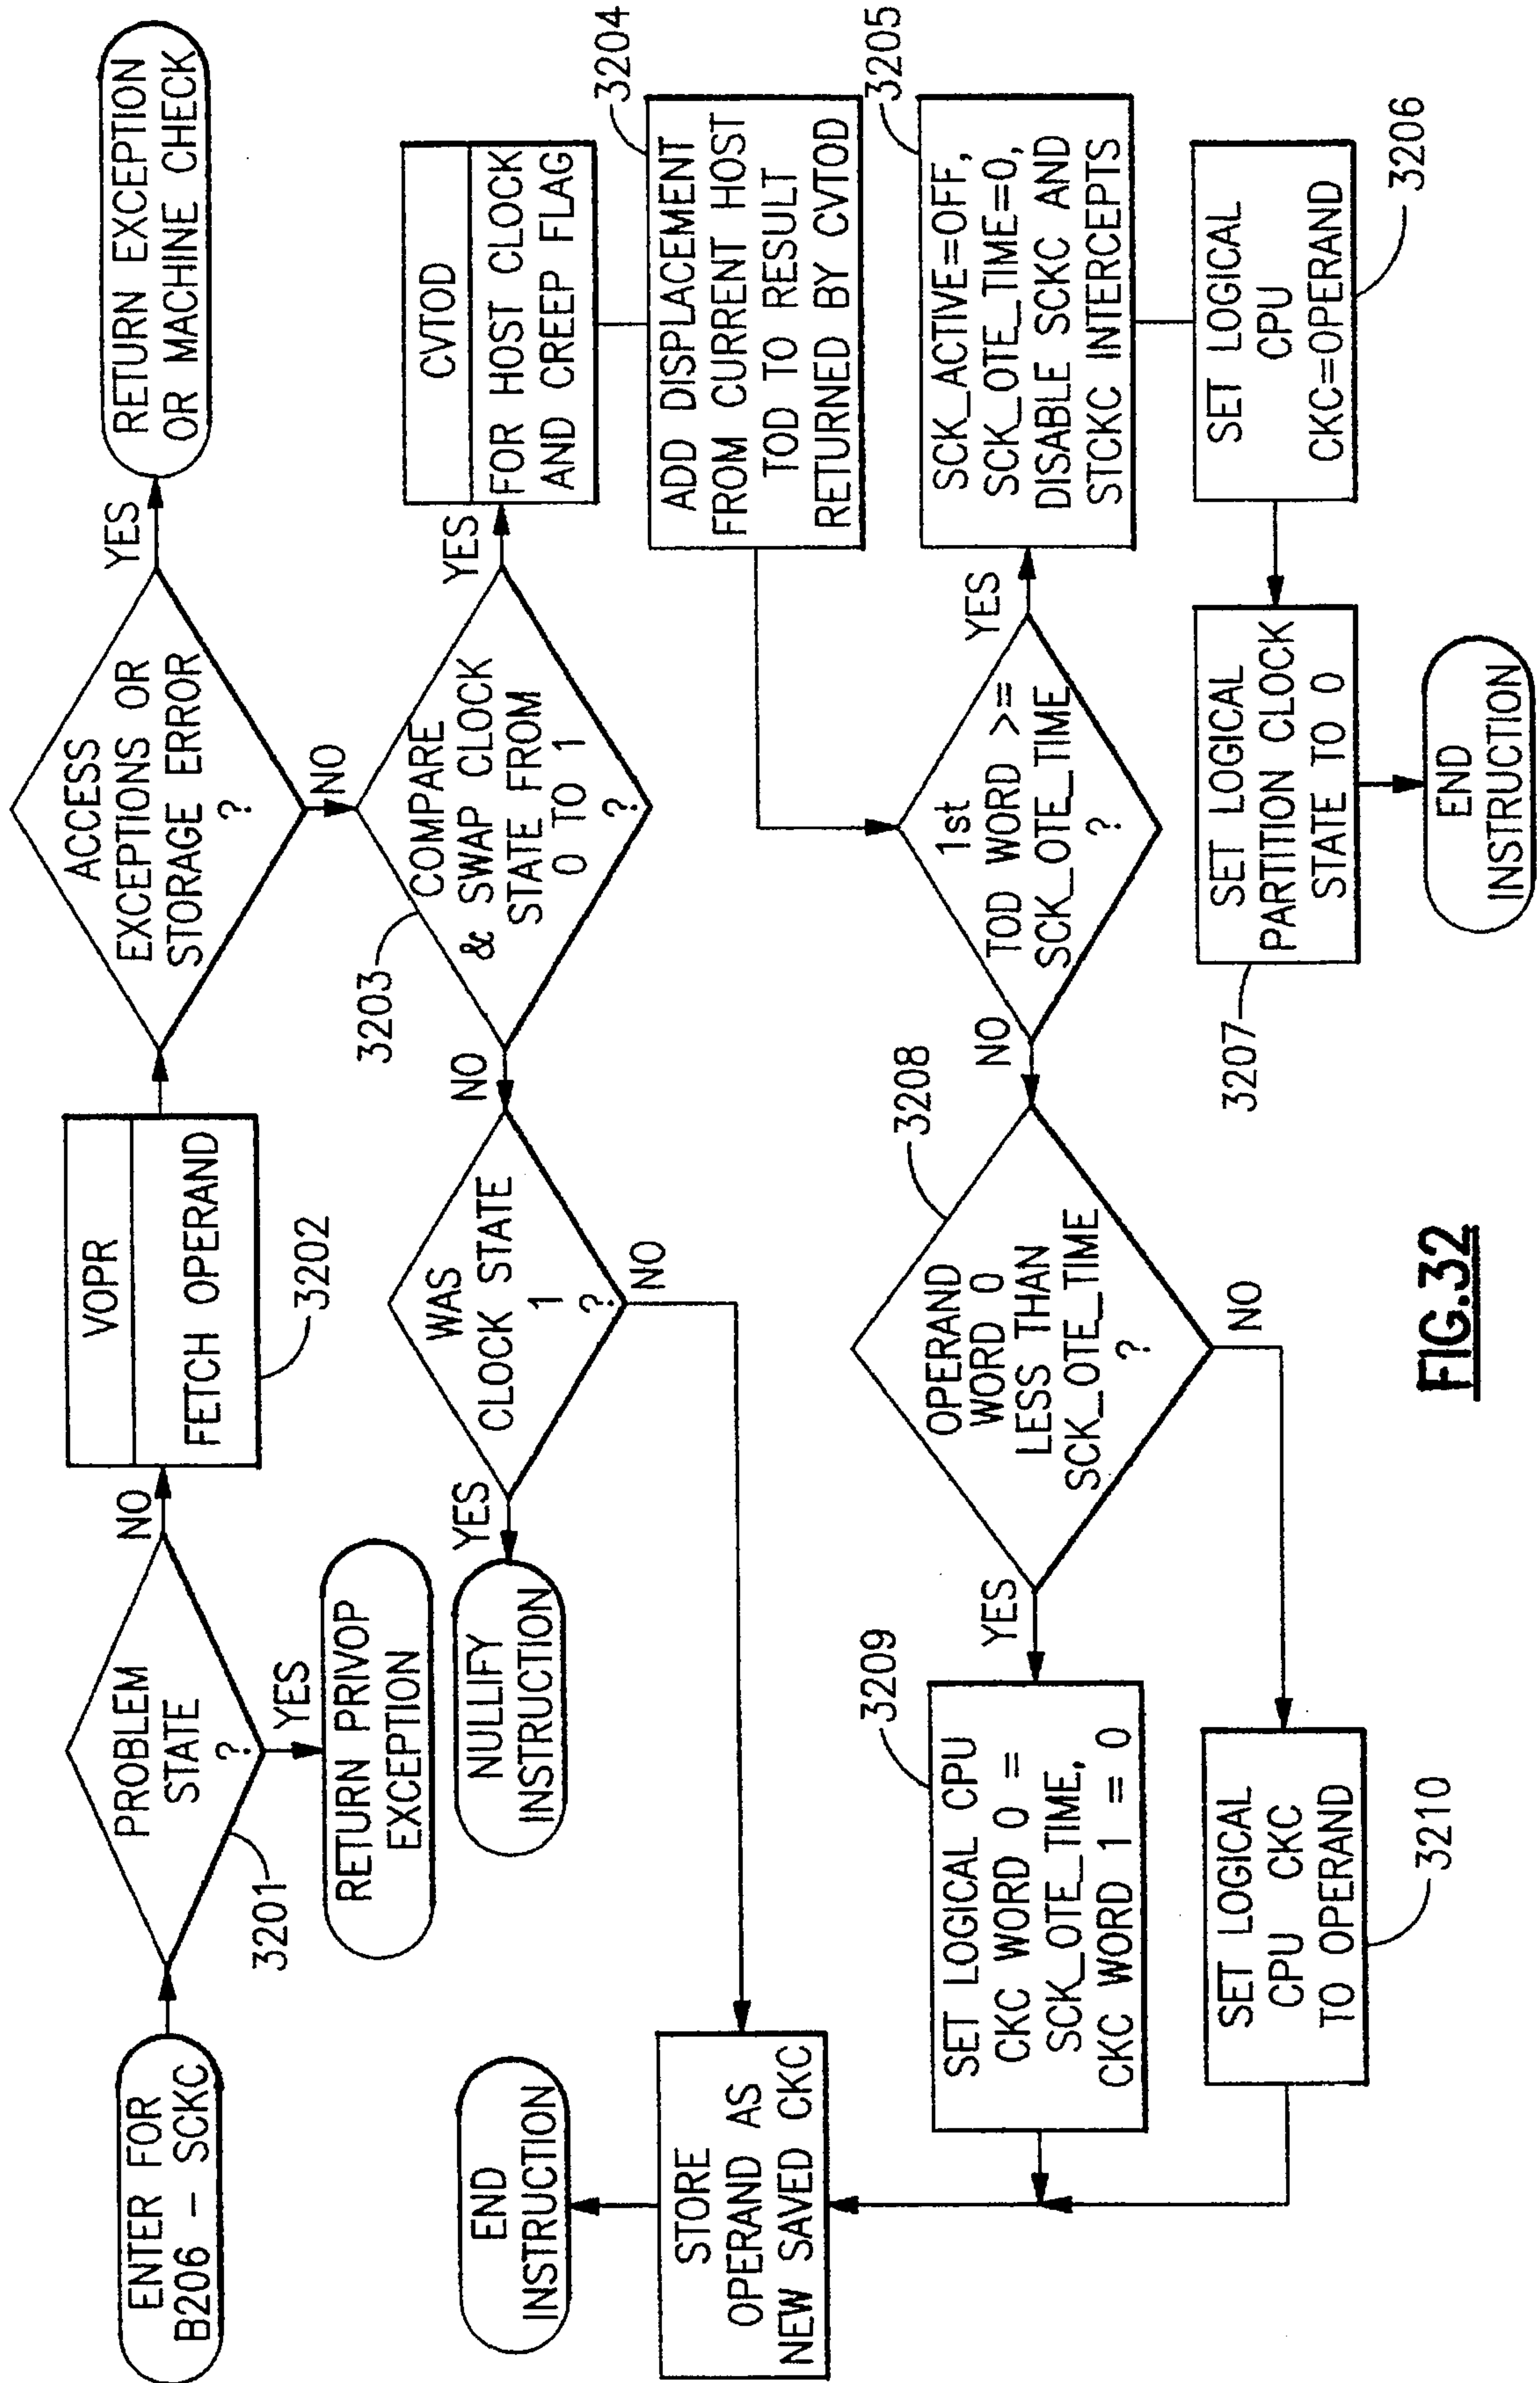 ENTER FOR
B206 – SCKC
PROBLEM
STATE
?
3201
YES
RETURN PRIVOP
EXCEPTION
NO
VOPR
FETCH OPERAND
3202
ACCESS
EXCEPTIONS OR
STORAGE ERROR
?
YES
RETURN EXCEPTION
OR MACHINE CHECK
NO
3203
COMPARE
& SWAP CLOCK
STATE FROM
0 TO 1
?
YES
CVTOD
FOR HOST CLOCK
AND CREEP FLAG
NO
WAS
CLOCK STATE
1
?
YES
NULLIFY
INSTRUCTION
NO
3204
ADD DISPLACEMENT
FROM CURRENT HOST
TOD TO RESULT
RETURNED BY CVTOD
END
INSTRUCTION
STORE
OPERAND AS
NEW SAVED CKC
1st
TOD WORD >=
SCK_OTE_TIME
?
YES
3205
SCK_ACTIVE=OFF,
SCK_OTE_TIME=0,
DISABLE SCKC AND
STCKC INTERCEPTS
NO
3208
OPERAND
WORD 0
LESS THAN
SCK_OTE_TIME
?
YES
3209
SET LOGICAL CPU
CKC WORD 0 =
SCK_OTE_TIME,
CKC WORD 1 = 0
NO
SET LOGICAL
CPU CKC
TO OPERAND
3210
SET LOGICAL
CPU
CKC=OPERAND
3206
SET LOGICAL
PARTITION CLOCK
STATE TO 0
3207
END
INSTRUCTION
FIG.32